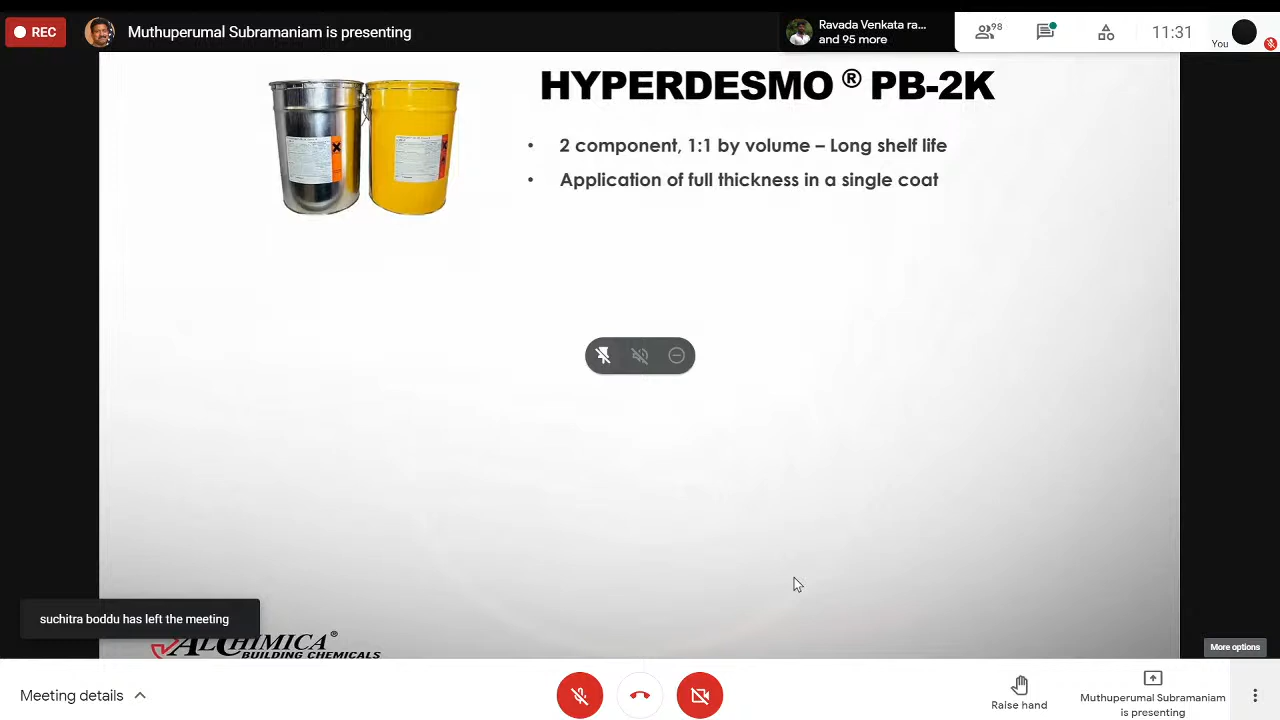 REC
Muthuperumal Subramaniam is presenting
Ravada Venkata ra...
and 95 more
98
11:31
You
HYPERDESMO ® PB-2K
• 2 component, 1:1 by volume – Long shelf life
• Application of full thickness in a single coat
suchitra boddu has left the meeting
ALCHIMICA®
BUILDING CHEMICALS
More options
Meeting details
Raise hand
Muthuperumal Subramaniam
is presenting